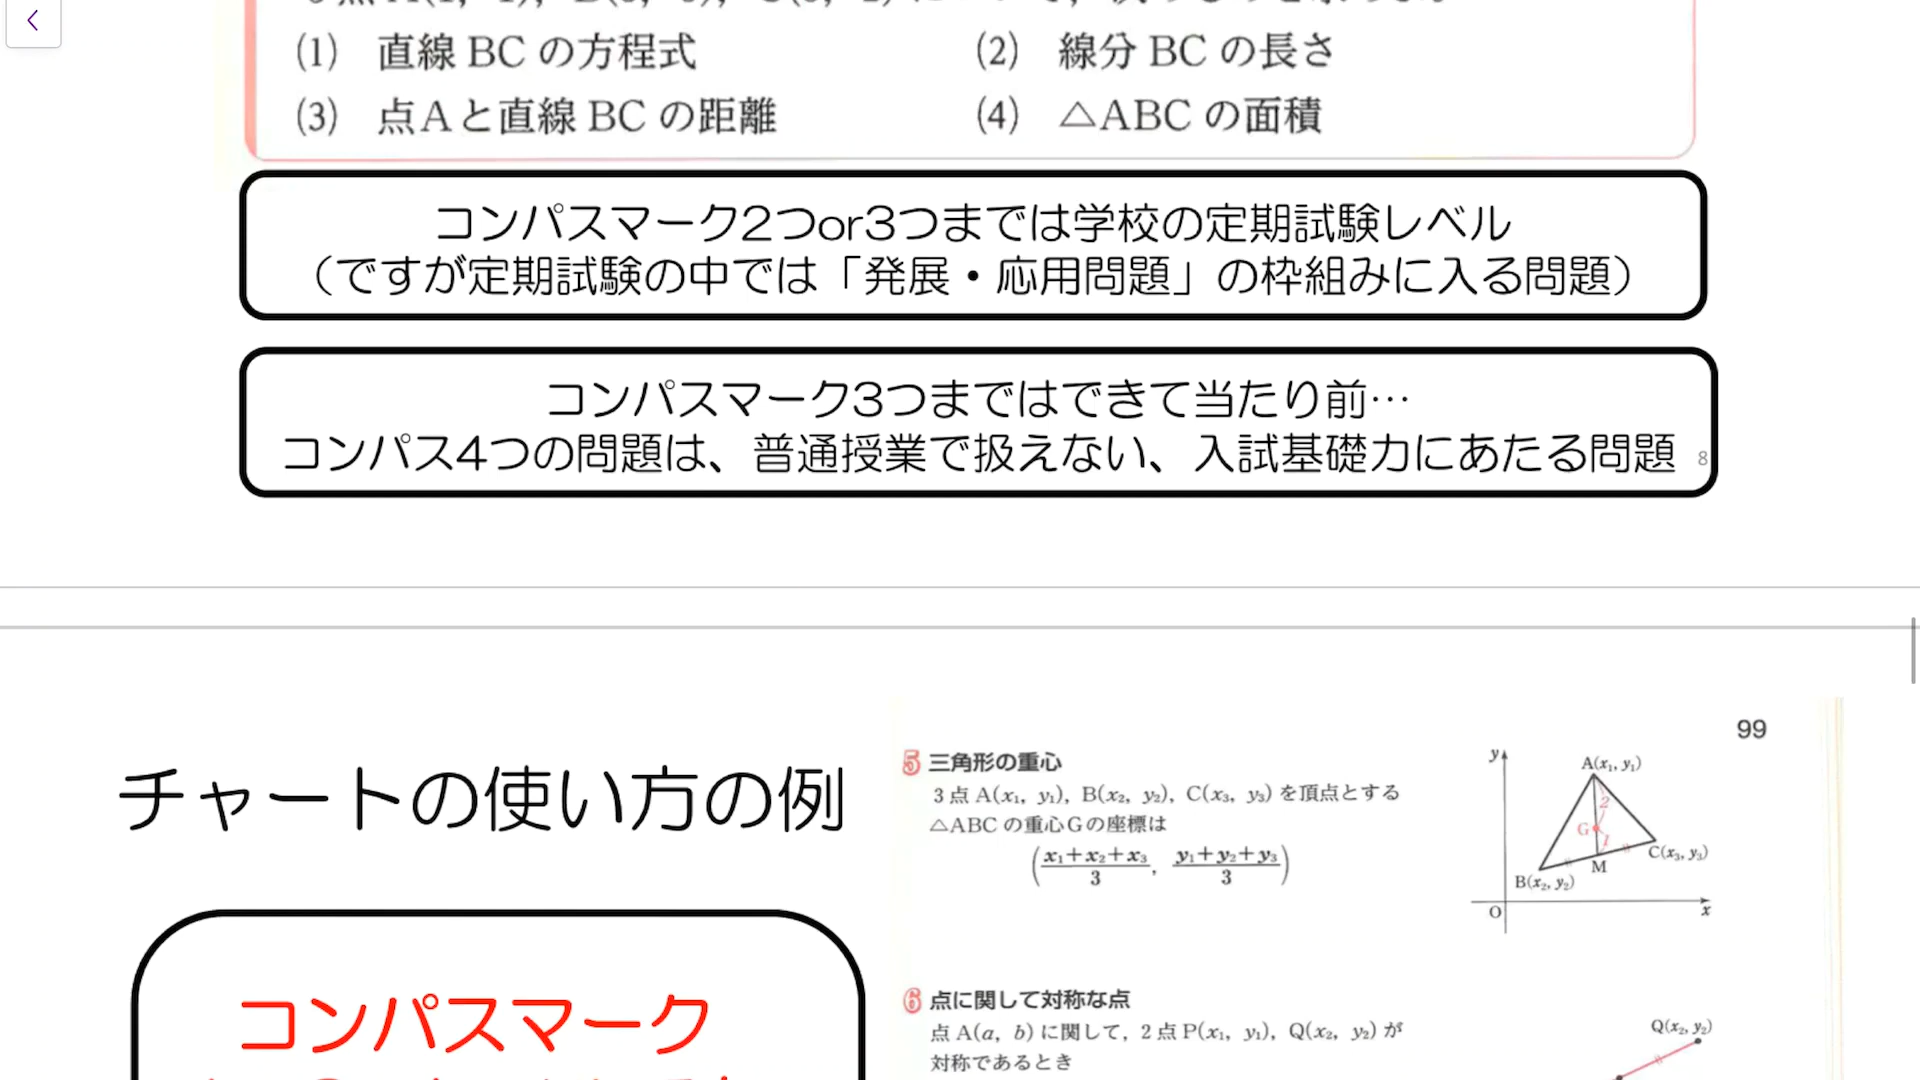 (1) 直線 BC の方程式
(2) 線分 BC の長さ
(3) 点Aと直線 BC の距離
(4) △ABC の面積
コンパスマーク2つor3つまでは学校の定期試験レベル
（ですが定期試験の中では「発展・応用問題」の枠組みに入る問題）
コンパスマーク3つまではできて当たり前…
コンパス4つの問題は、普通授業で扱えない、入試基礎力にあたる問題
8
チャートの使い方の例
コンパスマーク
99
5 三角形の重心
3点 A(x₁, y₁), B(x₂, y₂), C(x₃, y₃) を頂点とする
△ABC の重心Gの座標は
(x₁+x₂+x₃/3, y₁+y₂+y₃/3)
y
A(x₁, y₁)
2
G
1
C(x₃, y₃)
M
B(x₂, y₂)
O
x
6 点に関して対称な点
点 A(a, b) に関して, 2点 P(x₁, y₁), Q(x₂, y₂) が
対称であるとき
Q(x₂, y₂)